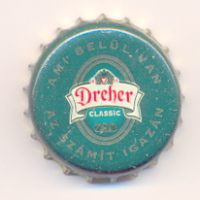 AMI BELÜL VAN
Dreher
CLASSIC
AZ SZÁMÍT IGAZÁN